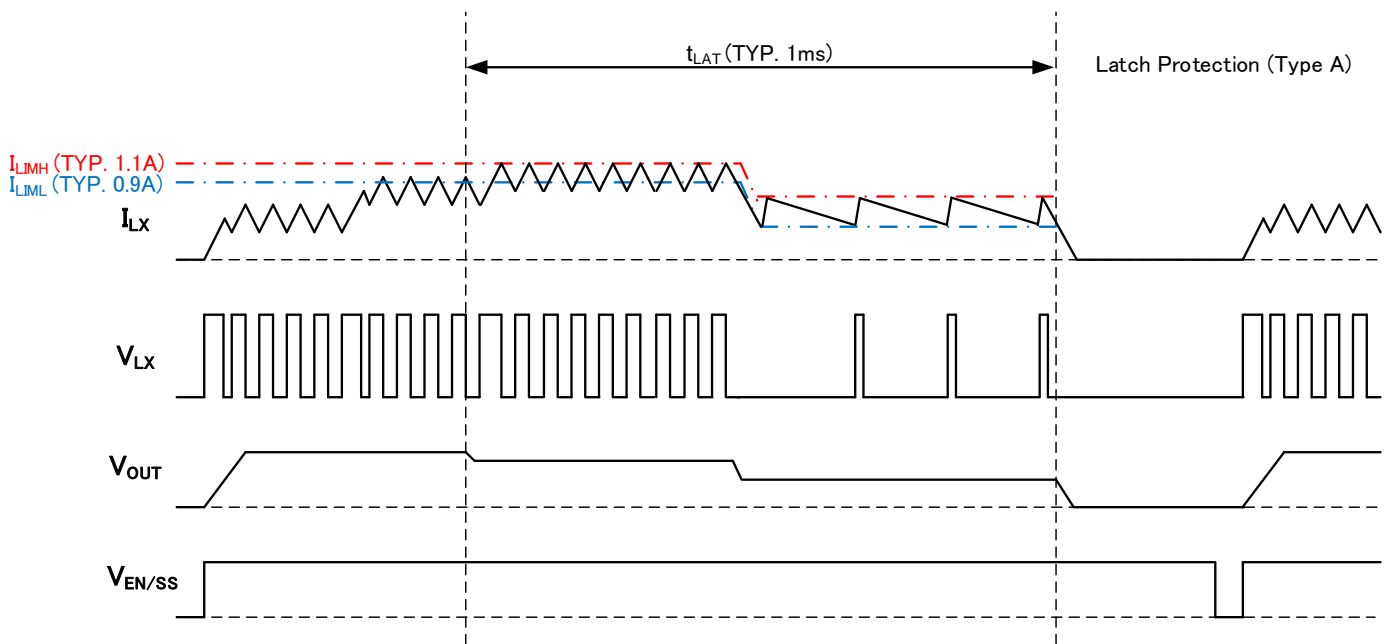 tLAT (TYP. 1ms)
Latch Protection (Type A)
ILIMH (TYP. 1.1A)
ILIML (TYP. 0.9A)
ILX
VLX
VOUT
VEN/SS